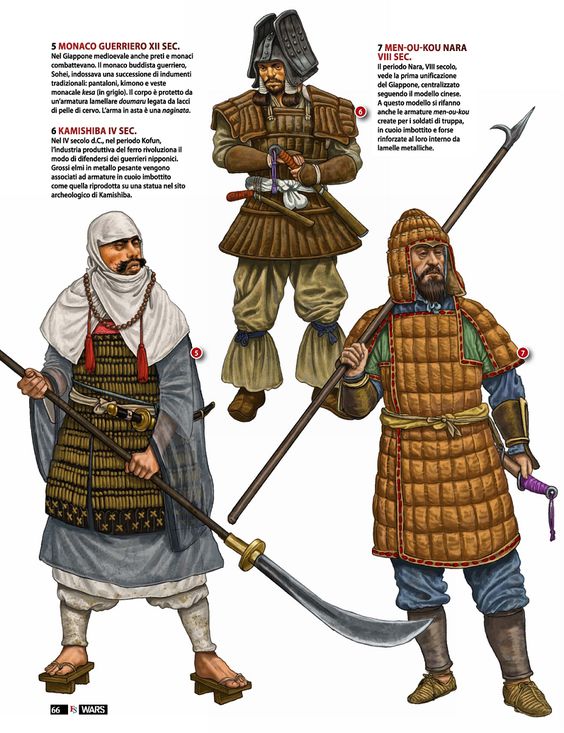 5 MONACO GUERRIERO XII SEC.
Nel Giappone medioevale anche preti e monaci
combattevano. Il monaco buddista guerriero,
Sohei, indossava una successione di indumenti
tradizionali: pantaloni, kimono e veste
monacale kesa (in grigio). Il corpo è protetto da
un'armatura lamellare doumaru legata da lacci
di pelle di cervo. L'arma in asta è una naginata.
6 KAMISHIBA IV SEC.
Nel IV secolo d.C., nel periodo Kofun,
l'industria produttiva del ferro rivoluziona il
modo di difendersi dei guerrieri nipponici.
Grossi elmi in metallo pesante vengono
associati ad armature in cuoio imbottito
come quella riprodotta su una statua nel sito
archeologico di Kamishiba.
7 MEN-OU-KOU NARA
VIII SEC.
Il periodo Nara, VIII secolo,
vede la prima unificazione
del Giappone, centralizzato
seguendo il modello cinese.
A questo modello si rifanno
anche le armature men-ou-kou
create per i soldati di truppa,
in cuoio imbottito e forse
rinforzate al loro interno da
lamelle metalliche.
6
5
7
66 FS WARS